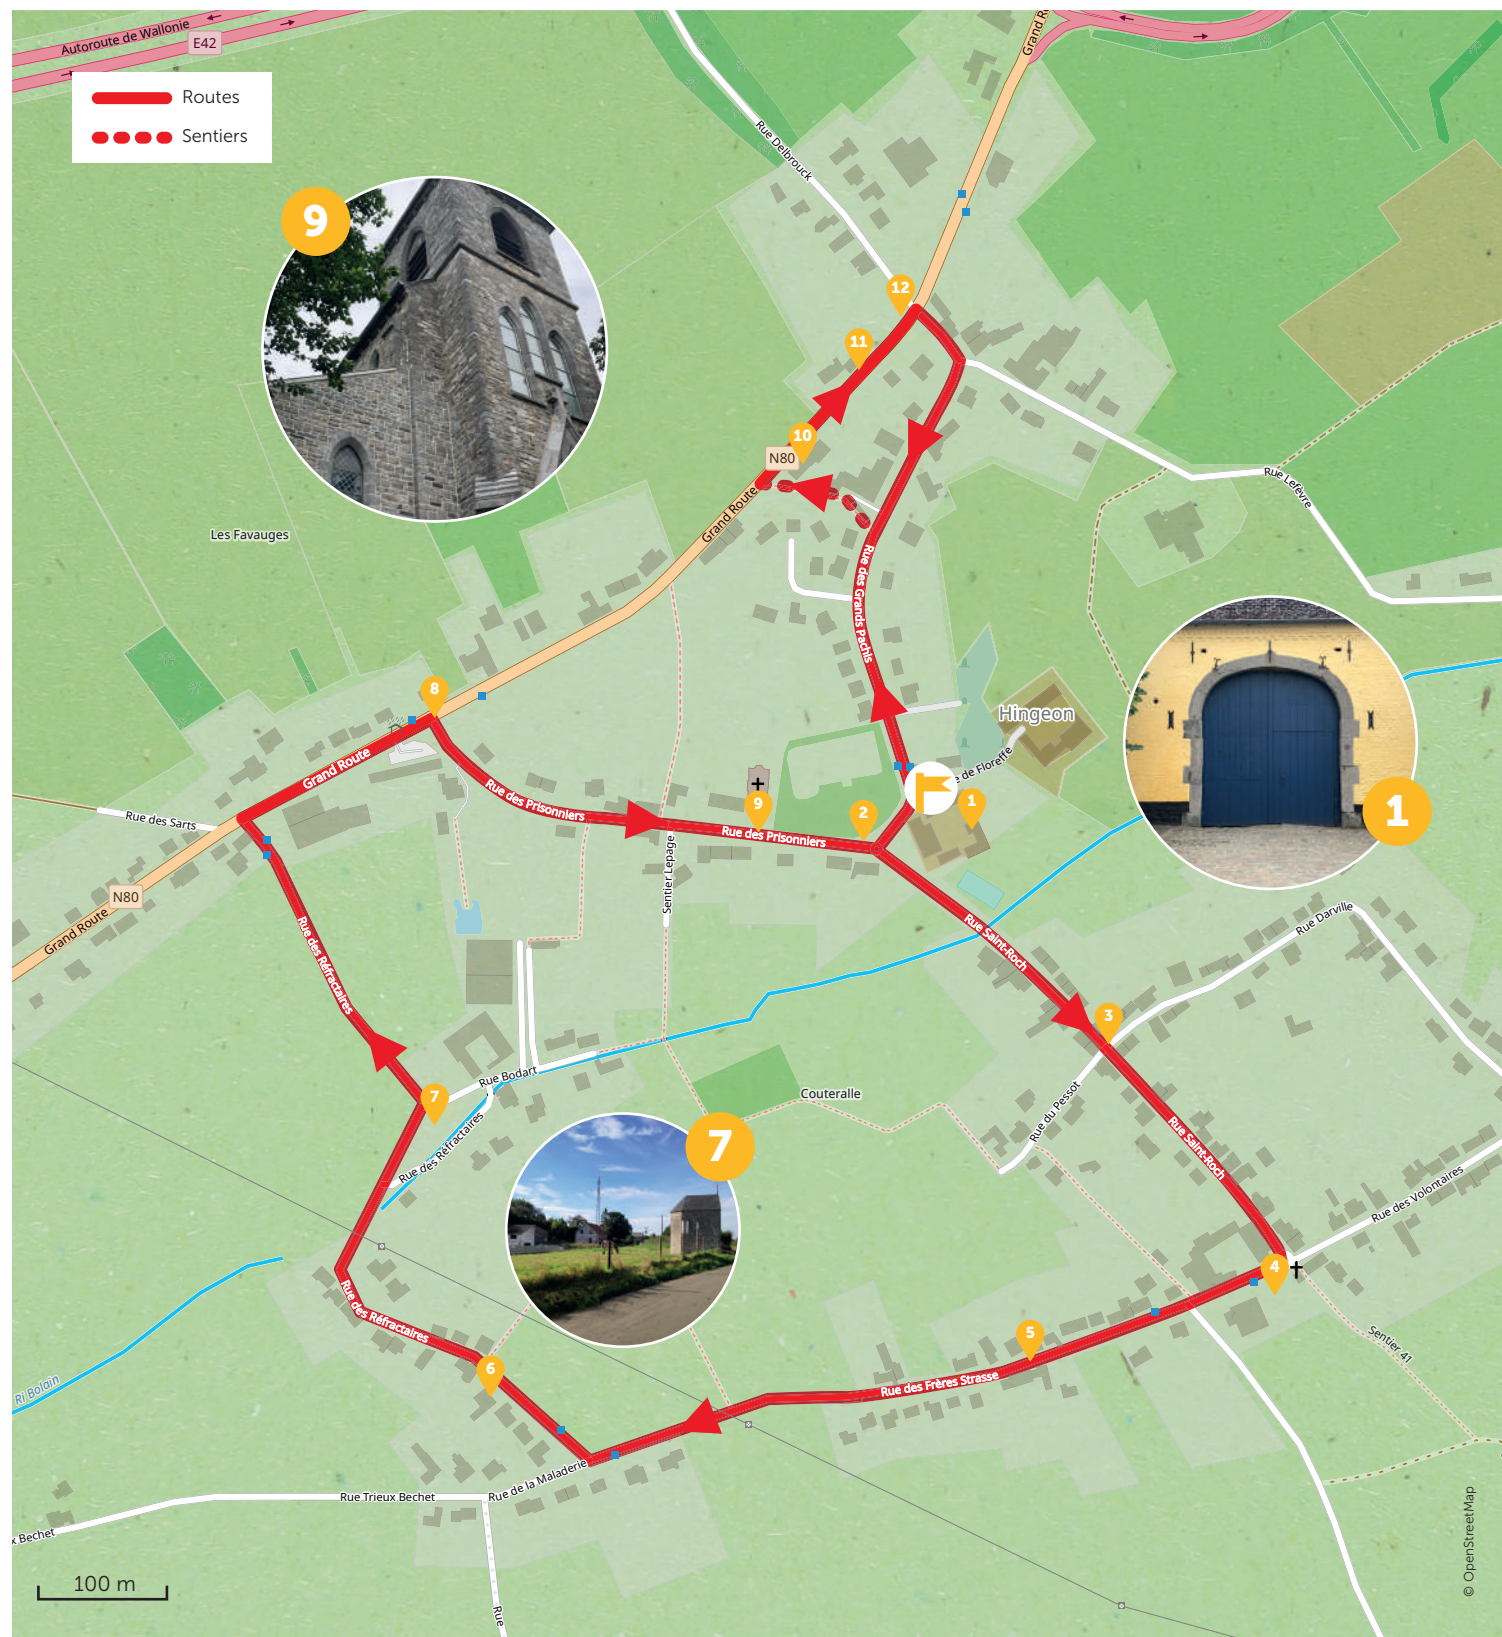 Grand R
Autoroute de Wallonie
E42
Routes
Sentiers
Rue Delbrouck
9
12
11
10
N80
Grand Route
Rue Lefèvre
Les Favauges
Rue des Grands Pachis
8
Hingeon
e de Floreffe
Grand Route
Rue des Prisonniers
9
2
1
1
Rue des Sarts
Rue des Prisonniers
Sentier Lepage
N80
Grand Route
Rue des Réfractaires
Rue Saint-Roch
Rue Darville
3
Rue Bodart
7
Couteralle
Rue du Pessot
Rue des Réfractaires
7
Rue Saint-Roch
Rue des Volontaires
4
Rue des Réfractaires
5
Sentier 41
6
Rue des Frères Strasse
Ri Bolain
Rue de la Maladerie
Rue Trieux Bechet
x Bechet
Rue
100 m
© OpenStreetMap